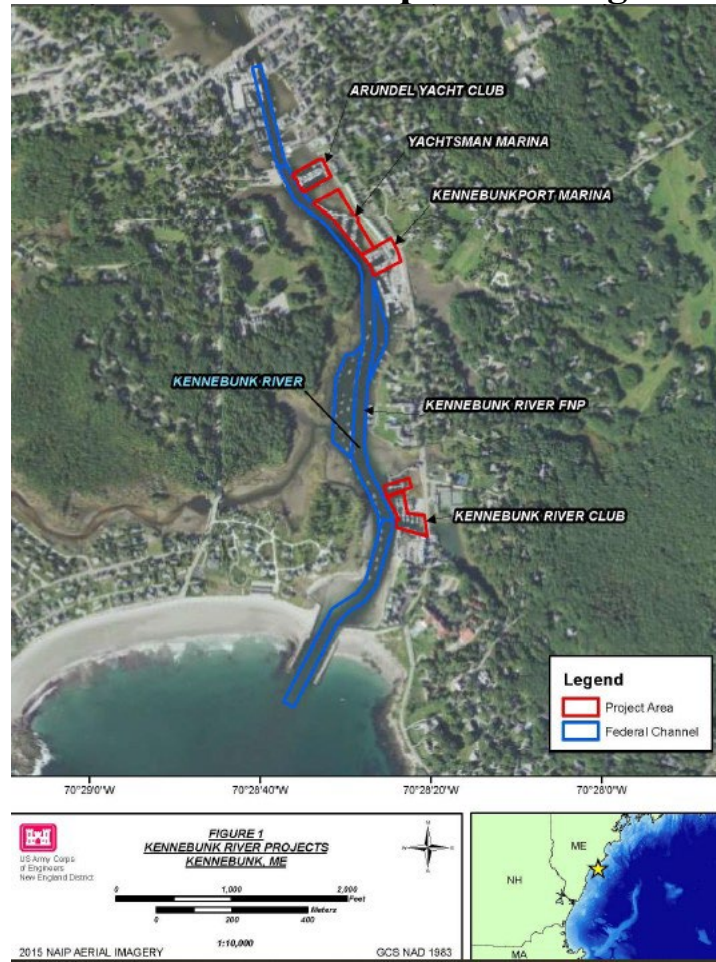 ARUNDEL YACHT CLUB
YACHTSMAN MARINA
KENNEBUNKPORT MARINA
KENNEBUNK RIVER
KENNEBUNK RIVER FNP
KENNEBUNK RIVER CLUB
Legend
Project Area
Federal Channel
70°29'0"W
70°28'40"W
70°28'20"W
70°28'0"W
US Army Corps
of Engineers
New England District
FIGURE 1
KENNEBUNK RIVER PROJECTS
KENNEBUNK, ME
0 1,000 2,000
Feet
Meters
0 200 400
1:10,000
2015 NAIP AERIAL IMAGERY
GCS NAD 1983
N
ME
NH
MA